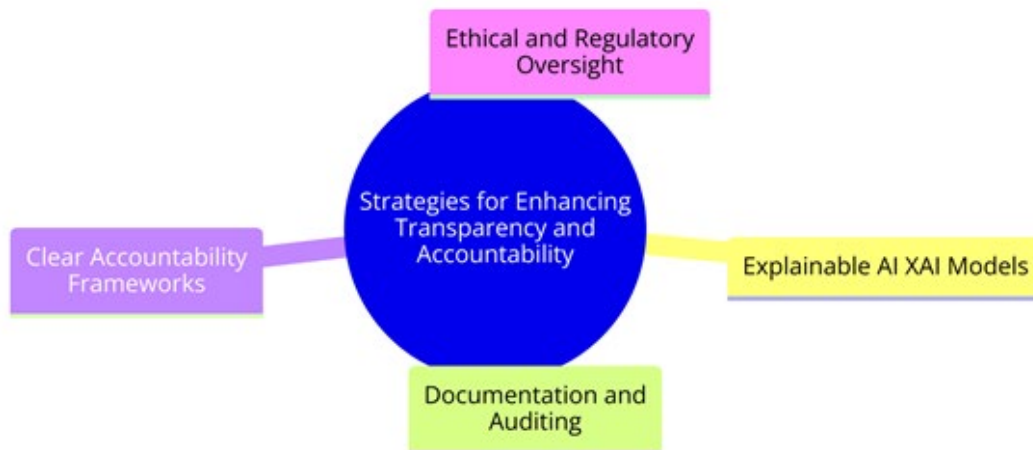 Ethical and Regulatory
Oversight
Strategies for Enhancing
Transparency and
Accountability
Clear Accountability
Frameworks
Explainable AI XAI Models
Documentation and
Auditing